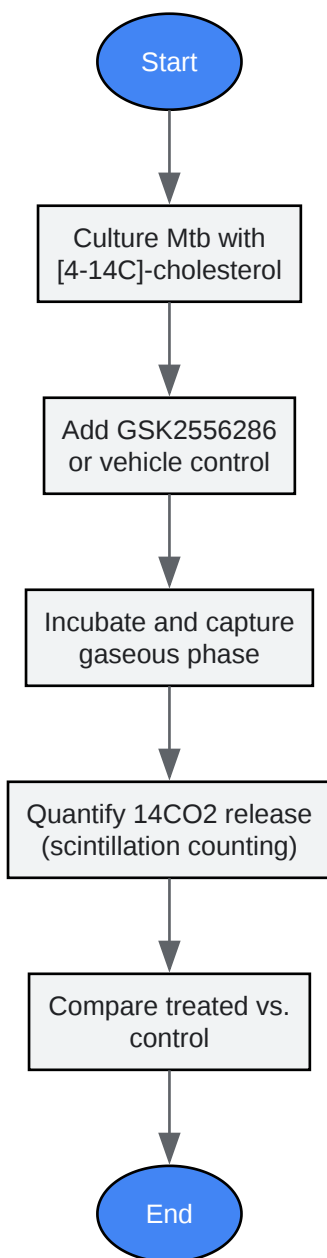 Start
Culture Mtb with
[4-14C]-cholesterol
Add GSK2556286
or vehicle control
Incubate and capture
gaseous phase
Quantify 14CO2 release
(scintillation counting)
Compare treated vs.
control
End